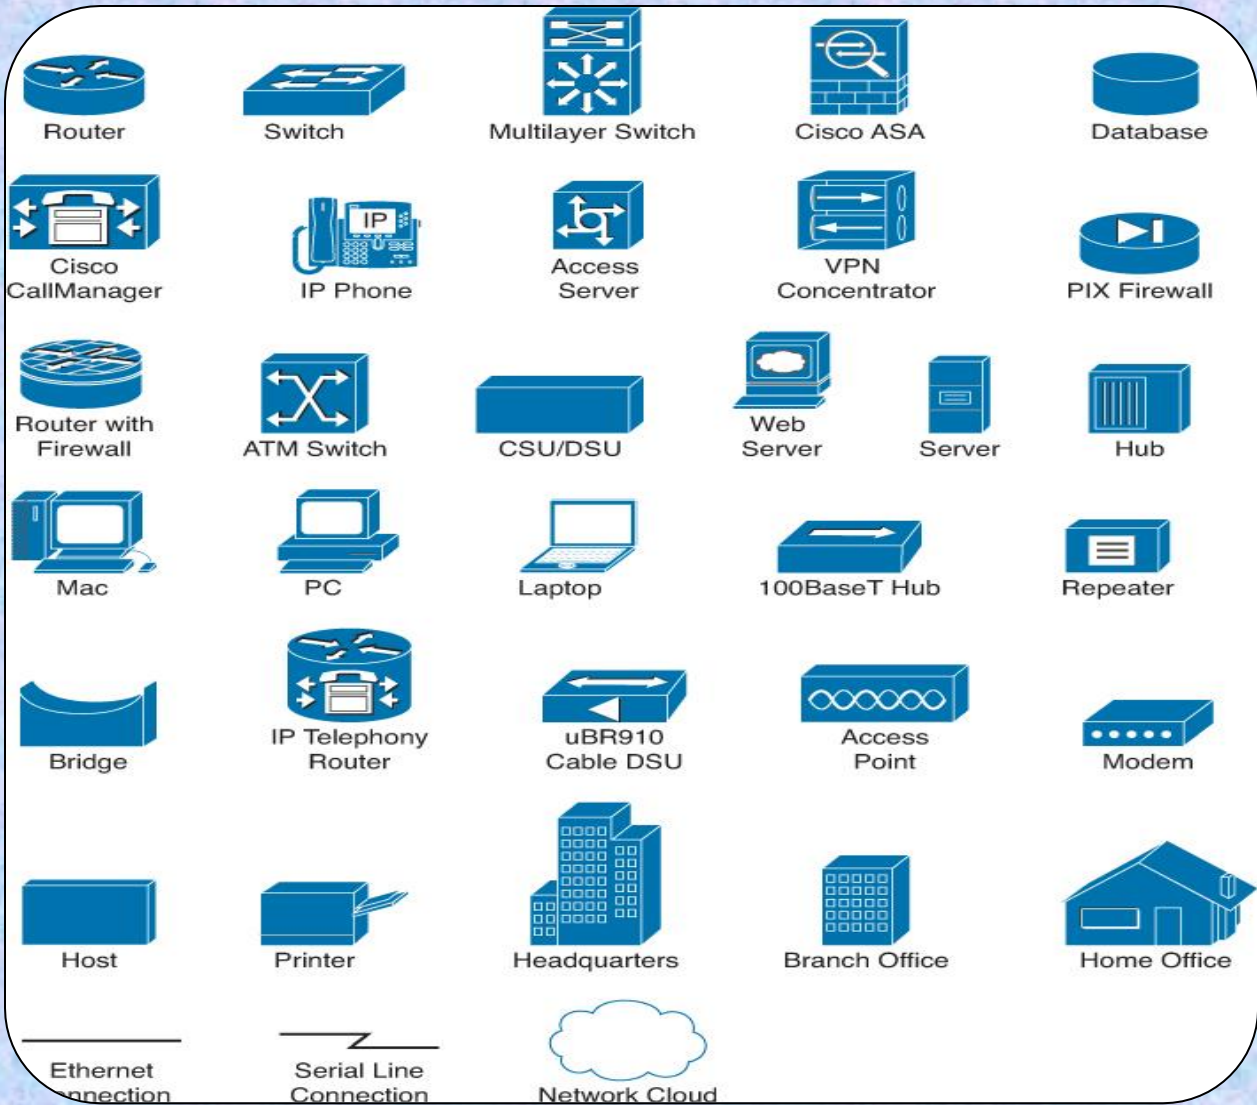 Router
Switch
Multilayer Switch
Cisco ASA
Database
Cisco
CallManager
IP
IP Phone
Access
Server
VPN
Concentrator
PIX Firewall
Router with
Firewall
ATM Switch
CSU/DSU
Web
Server
Server
Hub
Mac
PC
Laptop
100BaseT Hub
Repeater
Bridge
IP Telephony
Router
uBR910
Cable DSU
Access
Point
Modem
Host
Printer
Headquarters
Branch Office
Home Office
Ethernet
nnection
Serial Line
Connection
Network Cloud